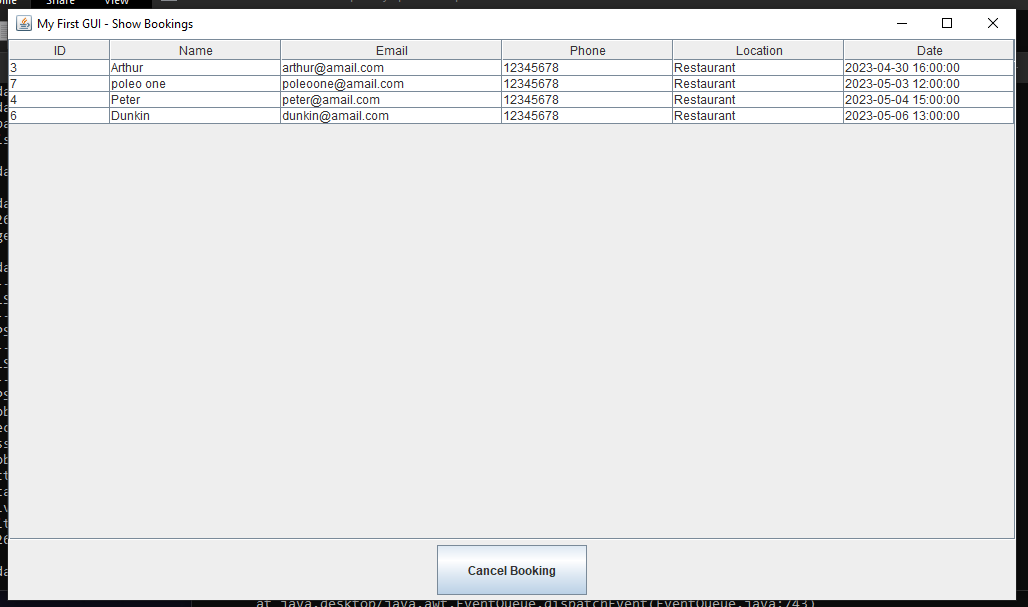 Share View
My First GUI - Show Bookings
ID Name Email Phone Location Date
3 Arthur arthur@amail.com 12345678 Restaurant 2023-04-30 16:00:00
7 poleo one poleoone@amail.com 12345678 Restaurant 2023-05-03 12:00:00
4 Peter peter@amail.com 12345678 Restaurant 2023-05-04 15:00:00
6 Dunkin dunkin@amail.com 12345678 Restaurant 2023-05-06 13:00:00
Cancel Booking
at java.desktop/java.awt.EventQueue.dispatchEvent(EventQueue.java:743)